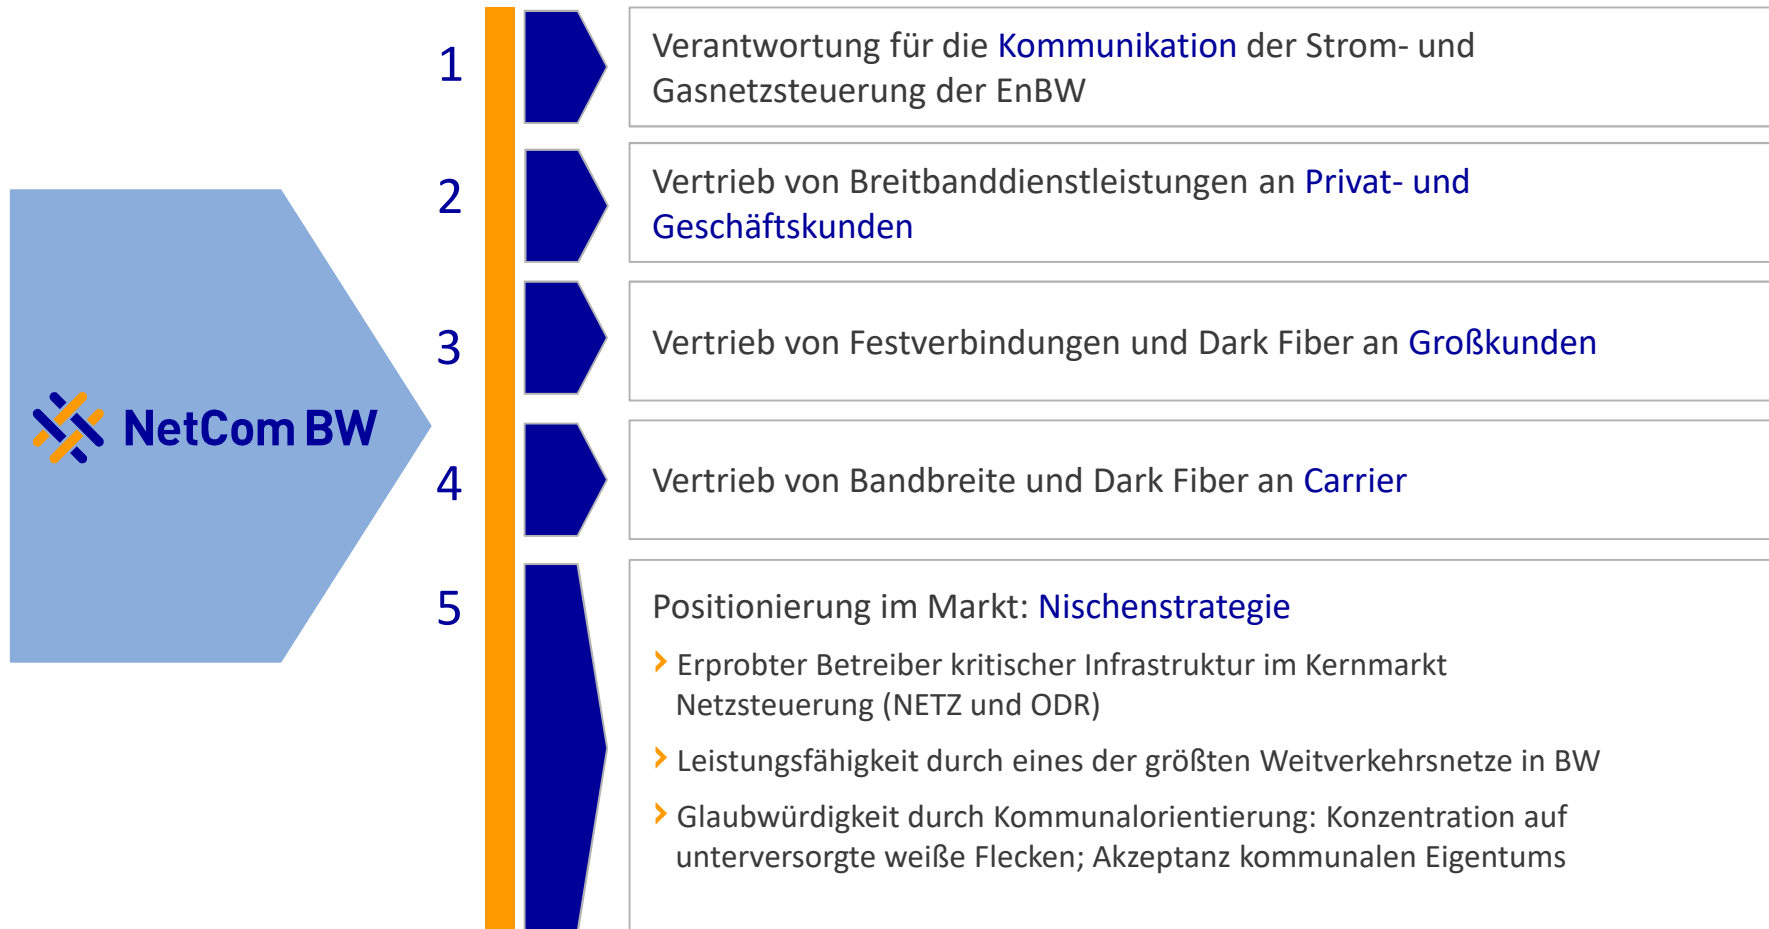 NetCom BW
1
Verantwortung für die Kommunikation der Strom- und
Gasnetzsteuerung der EnBW
2
Vertrieb von Breitbanddienstleistungen an Privat- und
Geschäftskunden
3
Vertrieb von Festverbindungen und Dark Fiber an Großkunden
4
Vertrieb von Bandbreite und Dark Fiber an Carrier
5
Positionierung im Markt: Nischenstrategie
Erprobter Betreiber kritischer Infrastruktur im Kernmarkt
Netzsteuerung (NETZ und ODR)
Leistungsfähigkeit durch eines der größten Weitverkehrsnetze in BW
Glaubwürdigkeit durch Kommunalorientierung: Konzentration auf
unterversorgte weiße Flecken; Akzeptanz kommunalen Eigentums